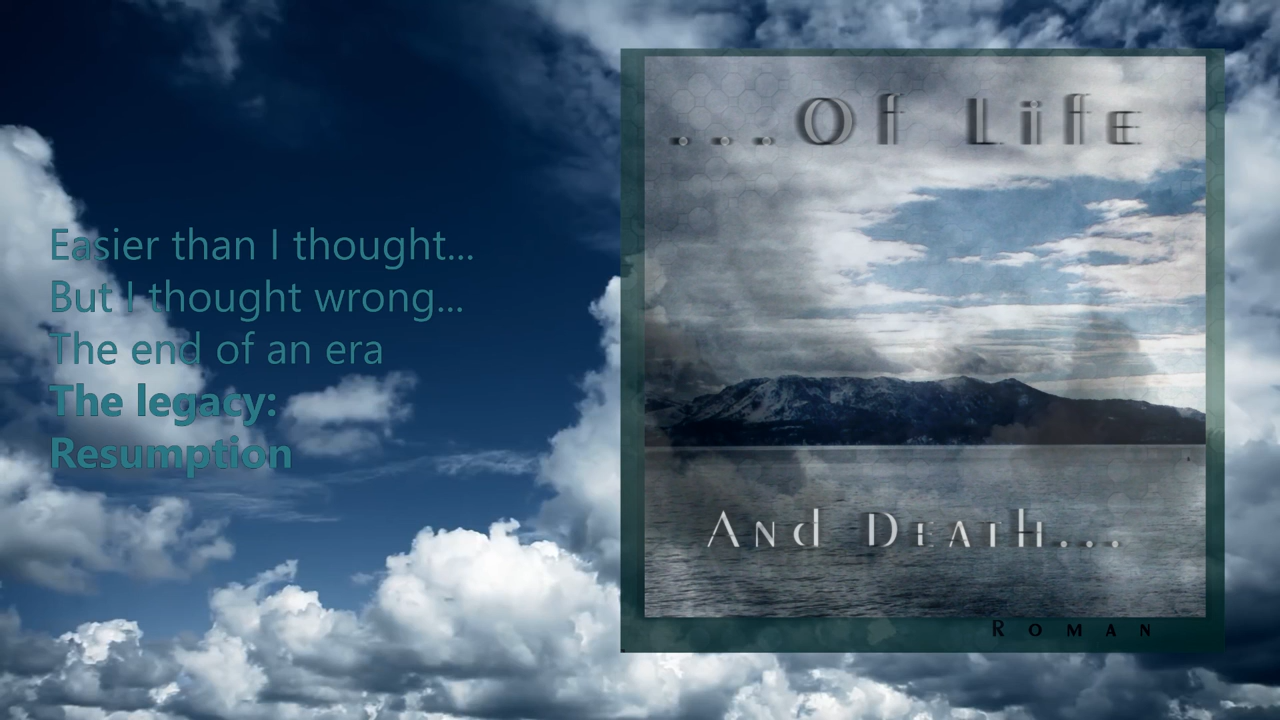 Easier than I thought...
But I thought wrong...
The end of an era
The legacy:
Resumption
...Of Life
And Death...
Roman